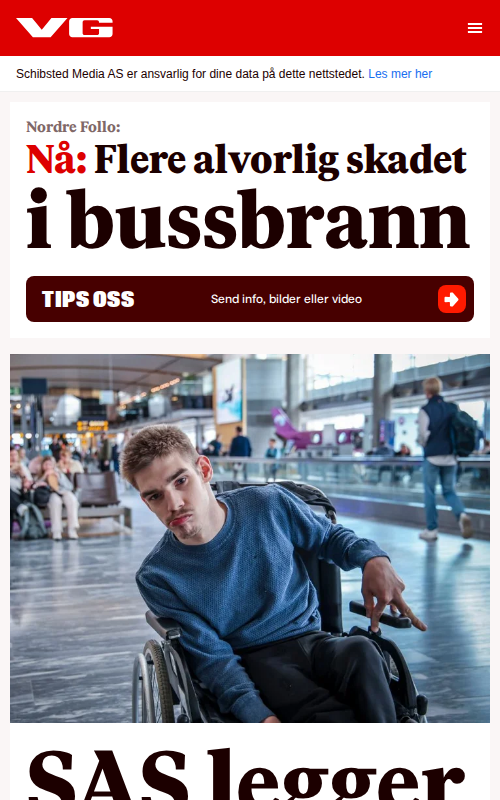 VG
Schibsted Media AS er ansvarlig for dine data på dette nettstedet. Les mer her
Nordre Follo:
Nå: Flere alvorlig skadet
i bussbrann
TIPS OSS
Send info, bilder eller video
SAS legger